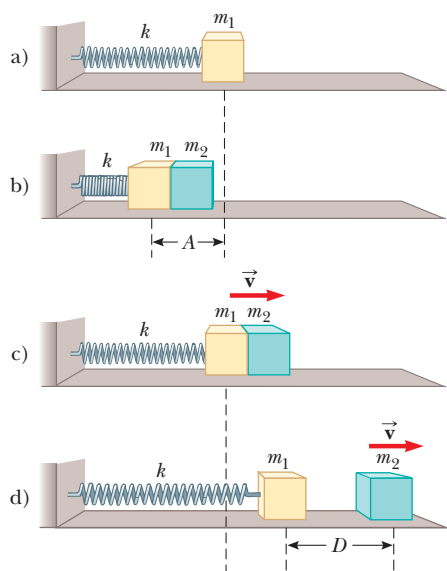 m₁
k
a)
k m₁ m₂
b)
A
v⃗
k m₁ m₂
c)
v⃗
k m₁ m₂
d)
D